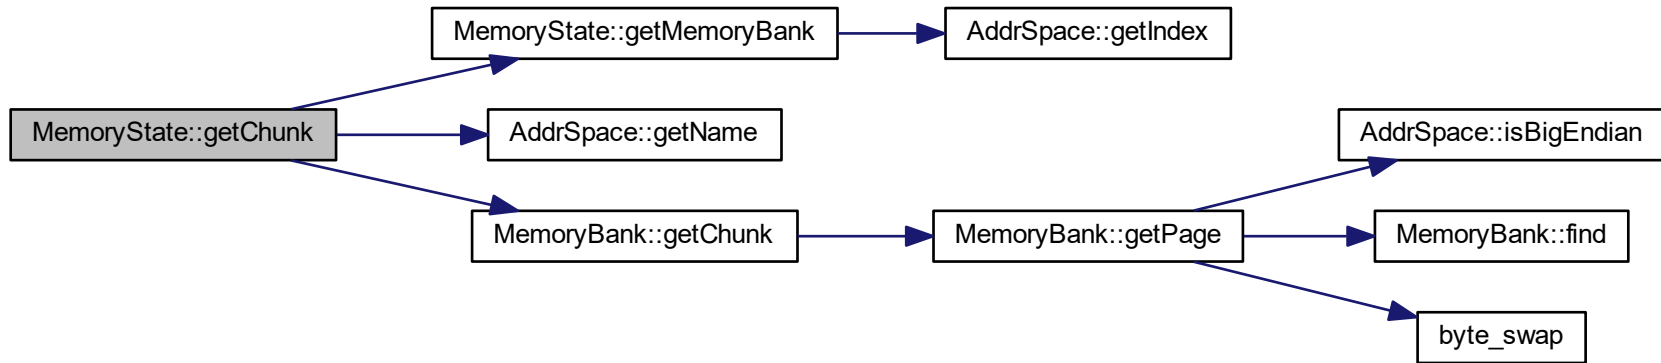 MemoryState::getMemoryBank
AddrSpace::getIndex
MemoryState::getChunk
AddrSpace::getName
AddrSpace::isBigEndian
MemoryBank::getChunk
MemoryBank::getPage
MemoryBank::find
byte_swap